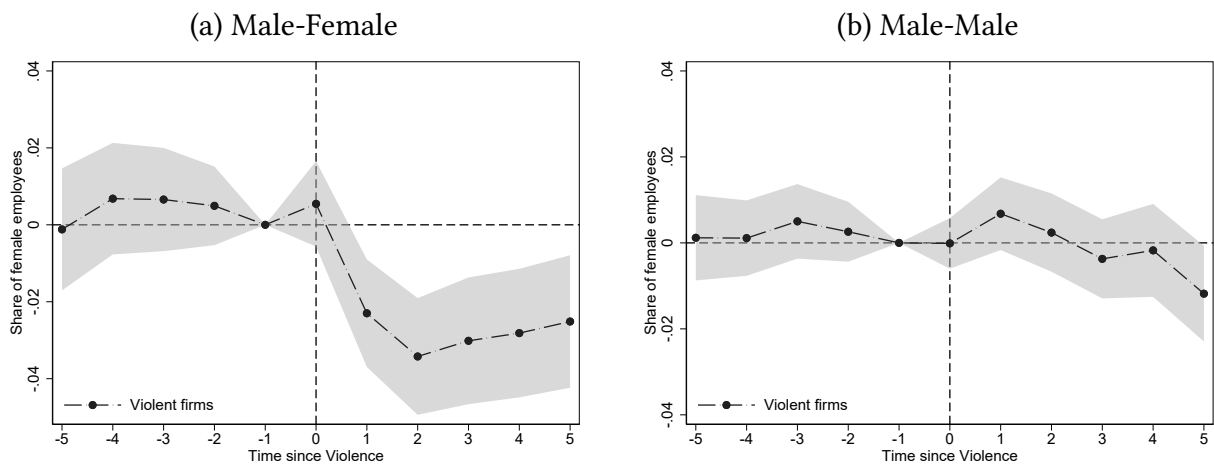 (a) Male-Female
Share of female employees
.04
.02
0
-.02
-.04
Violent firms
-5 -4 -3 -2 -1 0 1 2 3 4 5
Time since Violence
(b) Male-Male
Share of female employees
.04
.02
0
-.02
-.04
Violent firms
-5 -4 -3 -2 -1 0 1 2 3 4 5
Time since Violence